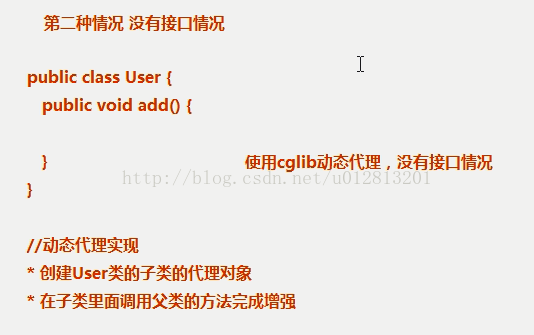 第二种情况 没有接口情况
public class User {
public void add() {
} 使用cglib动态代理，没有接口情况
http://blog.csdn.net/u012813201
}
//动态代理实现
* 创建User类的子类的代理对象
* 在子类里面调用父类的方法完成增强